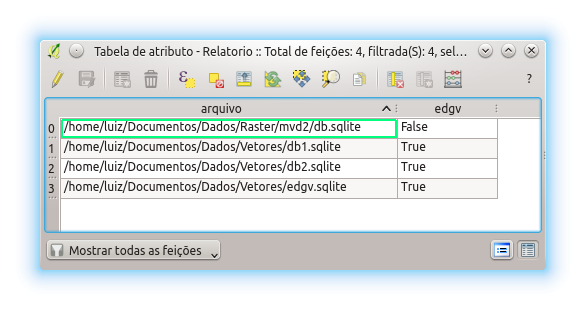 Tabela de atributo - Relatorio :: Total de feições: 4, filtrada(S): 4, sel...
?
arquivo edgv
0 /home/luiz/Documentos/Dados/Raster/mvd2/db.sqlite False
1 /home/luiz/Documentos/Dados/Vetores/db1.sqlite True
2 /home/luiz/Documentos/Dados/Vetores/db2.sqlite True
3 /home/luiz/Documentos/Dados/Vetores/edgv.sqlite True
Mostrar todas as feições